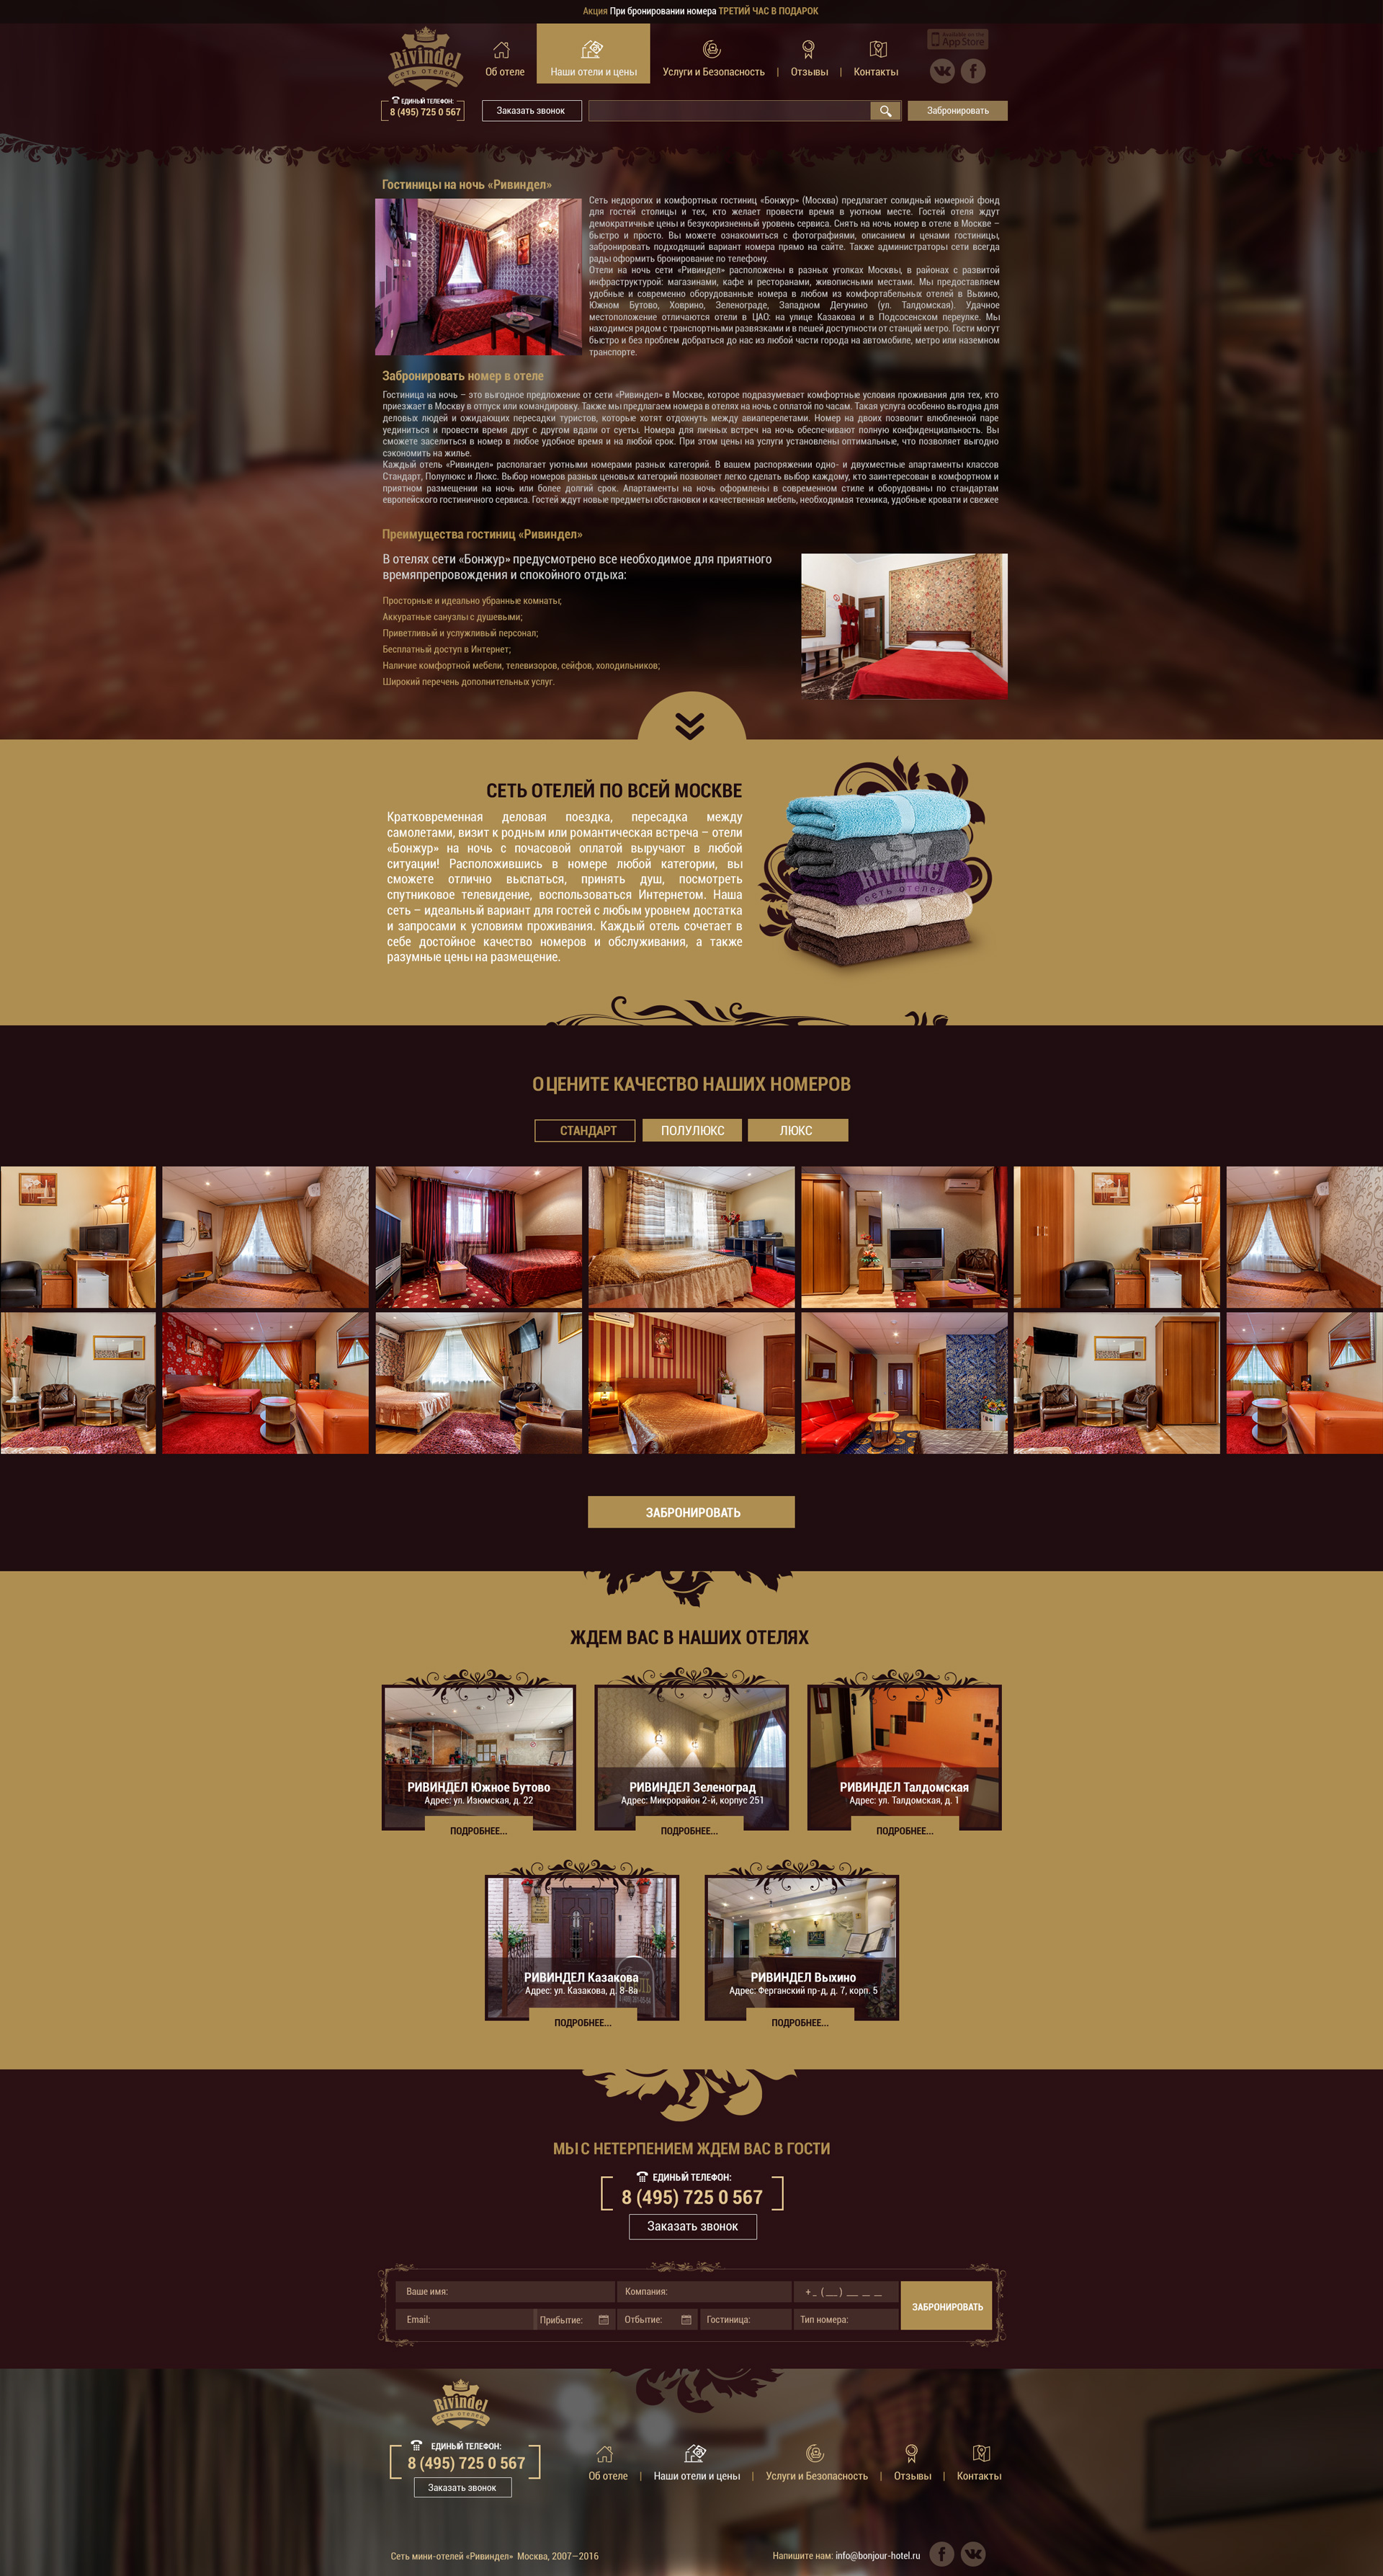 Акция При бронировании номера ТРЕТИЙ ЧАС В ПОДАРОК
Rivindel
сеть отелей
Об отеле
Наши отели и цены
Услуги и Безопасность | Отзывы | Контакты
App Store
ЕДИНЫЙ ТЕЛЕФОН:
8 (495) 725 0 567
Заказать звонок
Забронировать
Гостиницы на ночь «Ривиндел»
Сеть недорогих и комфортных гостиниц «Бонжур» (Москва) предлагает солидный номерной фонд
для гостей столицы и тех, кто желает провести время в уютном месте. Гостей отеля ждут
демократичные цены и безукоризненный уровень сервиса. Снять на ночь номер в отеле в Москве –
быстро и просто. Вы можете ознакомиться с фотографиями, описанием и ценами гостиницы,
забронировать подходящий вариант номера прямо на сайте. Также администраторы сети всегда
рады оформить бронирование по телефону.
Отели на ночь сети «Ривиндел» расположены в разных уголках Москвы, в районах с развитой
инфраструктурой: магазинами, кафе и ресторанами, живописными местами. Мы предоставляем
удобные и современно оборудованные номера в любом из комфортабельных отелей в Выхино,
Южном Бутово, Ховрино, Зеленограде, Западном Дегунино (ул. Талдомская). Удачное
местоположение отличаются отели в ЦАО: на улице Казакова и в Подсосенском переулке. Мы
находимся рядом с транспортными развязками и в пешей доступности от станций метро. Гости могут
быстро и без проблем добраться до нас из любой части города на автомобиле, метро или наземном
транспорте.
Забронировать номер в отеле
Гостиница на ночь – это выгодное предложение от сети «Ривиндел» в Москве, которое подразумевает комфортные условия проживания для тех, кто
приезжает в Москву в отпуск или командировку. Также мы предлагаем номера в отелях на ночь с оплатой по часам. Такая услуга особенно выгодна для
деловых людей и ожидающих пересадки туристов, которые хотят отдохнуть между авиаперелетами. Номер на двоих позволит влюбленной паре
уединиться и провести время друг с другом вдали от суеты. Номера для личных встреч на ночь обеспечивают полную конфиденциальность. Вы
сможете заселиться в номер в любое удобное время и на любой срок. При этом цены на услуги установлены оптимальные, что позволяет выгодно
сэкономить на жилье.
Каждый отель «Ривиндел» располагает уютными номерами разных категорий. В вашем распоряжении одно- и двухместные апартаменты классов
Стандарт, Полулюкс и Люкс. Выбор номеров разных ценовых категорий позволяет легко сделать выбор каждому, кто заинтересован в комфортном и
приятном размещении на ночь или более долгий срок. Апартаменты на ночь оформлены в современном стиле и оборудованы по стандартам
европейского гостиничного сервиса. Гостей ждут новые предметы обстановки и качественная мебель, необходимая техника, удобные кровати и свежее
Преимущества гостиниц «Ривиндел»
В отелях сети «Бонжур» предусмотрено все необходимое для приятного
времяпрепровождения и спокойного отдыха:
Просторные и идеально убранные комнаты;
Аккуратные санузлы с душевыми;
Приветливый и услужливый персонал;
Бесплатный доступ в Интернет;
Наличие комфортной мебели, телевизоров, сейфов, холодильников;
Широкий перечень дополнительных услуг.
СЕТЬ ОТЕЛЕЙ ПО ВСЕЙ МОСКВЕ
Кратковременная деловая поездка, пересадка между
самолетами, визит к родным или романтическая встреча – отели
«Бонжур» на ночь с почасовой оплатой выручают в любой
ситуации! Расположившись в номере любой категории, вы
сможете отлично выспаться, принять душ, посмотреть
спутниковое телевидение, воспользоваться Интернетом. Наша
сеть – идеальный вариант для гостей с любым уровнем достатка
и запросами к условиям проживания. Каждый отель сочетает в
себе достойное качество номеров и обслуживания, а также
разумные цены на размещение.
Rivindel
сеть отелей
ОЦЕНИТЕ КАЧЕСТВО НАШИХ НОМЕРОВ
СТАНДАРТ
ПОЛУЛЮКС
ЛЮКС
ЗАБРОНИРОВАТЬ
ЖДЕМ ВАС В НАШИХ ОТЕЛЯХ
РИВИНДЕЛ Южное Бутово
Адрес: ул. Изюмская, д. 22
ПОДРОБНЕЕ...
РИВИНДЕЛ Зеленоград
Адрес: Микрорайон 2-й, корпус 251
ПОДРОБНЕЕ...
РИВИНДЕЛ Талдомская
Адрес: ул. Талдомская, д. 1
ПОДРОБНЕЕ...
РИВИНДЕЛ Казакова
Адрес: ул. Казакова, д. 8-8а
ПОДРОБНЕЕ...
РИВИНДЕЛ Выхино
Адрес: Ферганский пр-д, д. 7, корп. 5
ПОДРОБНЕЕ...
МЫ С НЕТЕРПЕНИЕМ ЖДЕМ ВАС В ГОСТИ
ЕДИНЫЙ ТЕЛЕФОН:
8 (495) 725 0 567
Заказать звонок
Ваше имя:
Компания:
+ _ ( __ ) __ _ _
ЗАБРОНИРОВАТЬ
Email:
Прибытие:
Отбытие:
Гостиница:
Тип номера:
Rivindel
сеть отелей
ЕДИНЫЙ ТЕЛЕФОН:
8 (495) 725 0 567
Заказать звонок
Об отеле | Наши отели и цены | Услуги и Безопасность | Отзывы | Контакты
Сеть мини-отелей «Ривиндел» Москва, 2007—2016
Напишите нам: info@bonjour-hotel.ru